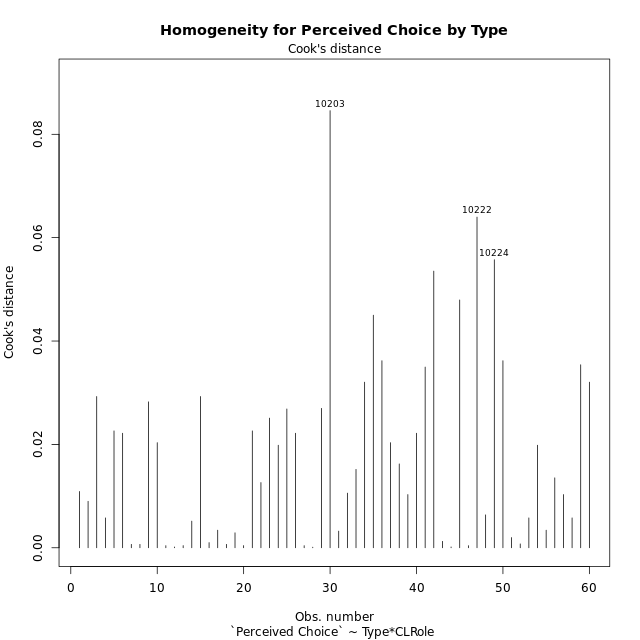 Homogeneity for Perceived Choice by Type
Cook's distance
10203
10222
10224
0.08
0.06
0.04
0.02
0.00
Cook's distance
0 10 20 30 40 50 60
Obs. number
`Perceived Choice` ~ Type*CLRole